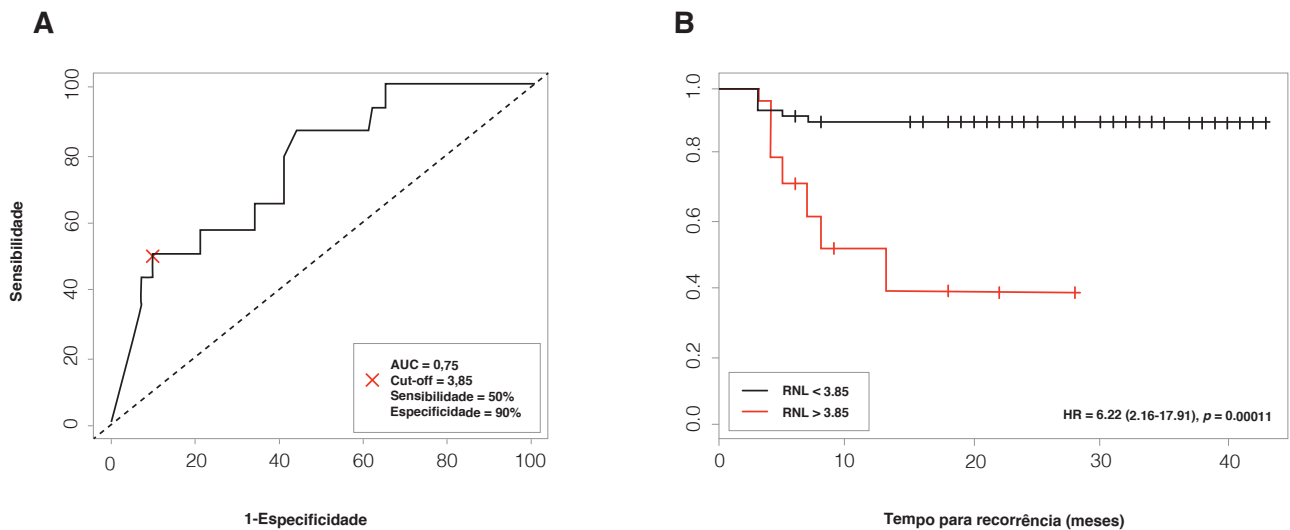 A
Sensibilidade
100
80
60
40
20
0
0 20 40 60 80 100
1-Especificidade
AUC = 0,75
Cut-off = 3,85
Sensibilidade = 50%
Especificidade = 90%
B
1.0
0.8
0.6
0.4
0.2
0.0
0 10 20 30 40
Tempo para recorrência (meses)
RNL < 3.85
RNL > 3.85
HR = 6.22 (2.16-17.91), p = 0.00011